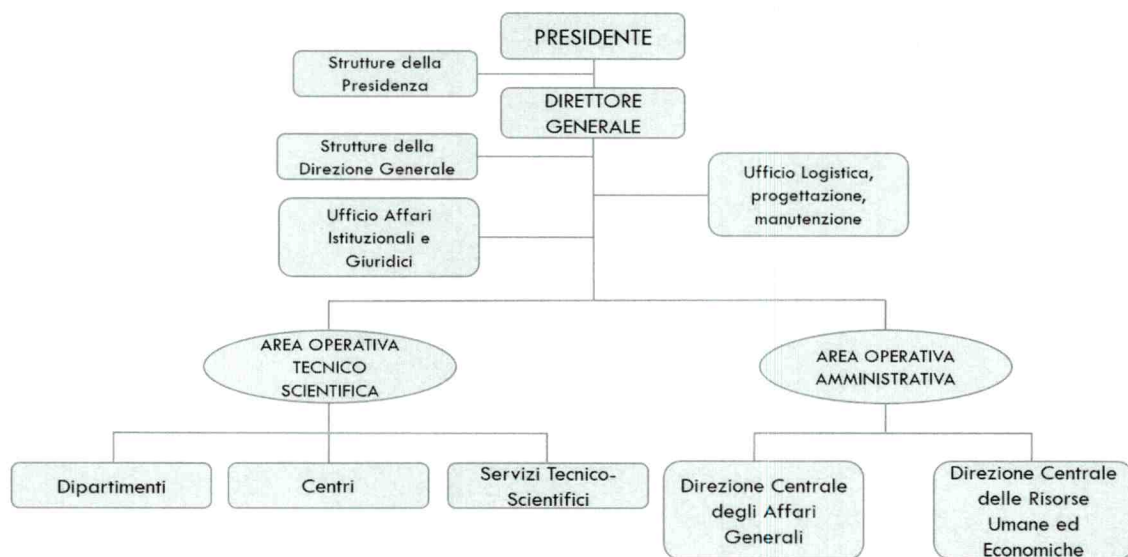 PRESIDENTE
Strutture della
Presidenza
DIRETTORE
GENERALE
Strutture della
Direzione Generale
Ufficio Logistica,
progettazione,
manutenzione
Ufficio Affari
Istituzionali e
Giuridici
AREA OPERATIVA
TECNICO
SCIENTIFICA
AREA OPERATIVA
AMMINISTRATIVA
Dipartimenti
Centri
Servizi Tecnico-
Scientifici
Direzione Centrale
degli Affari
Generali
Direzione Centrale
delle Risorse
Umane ed
Economiche